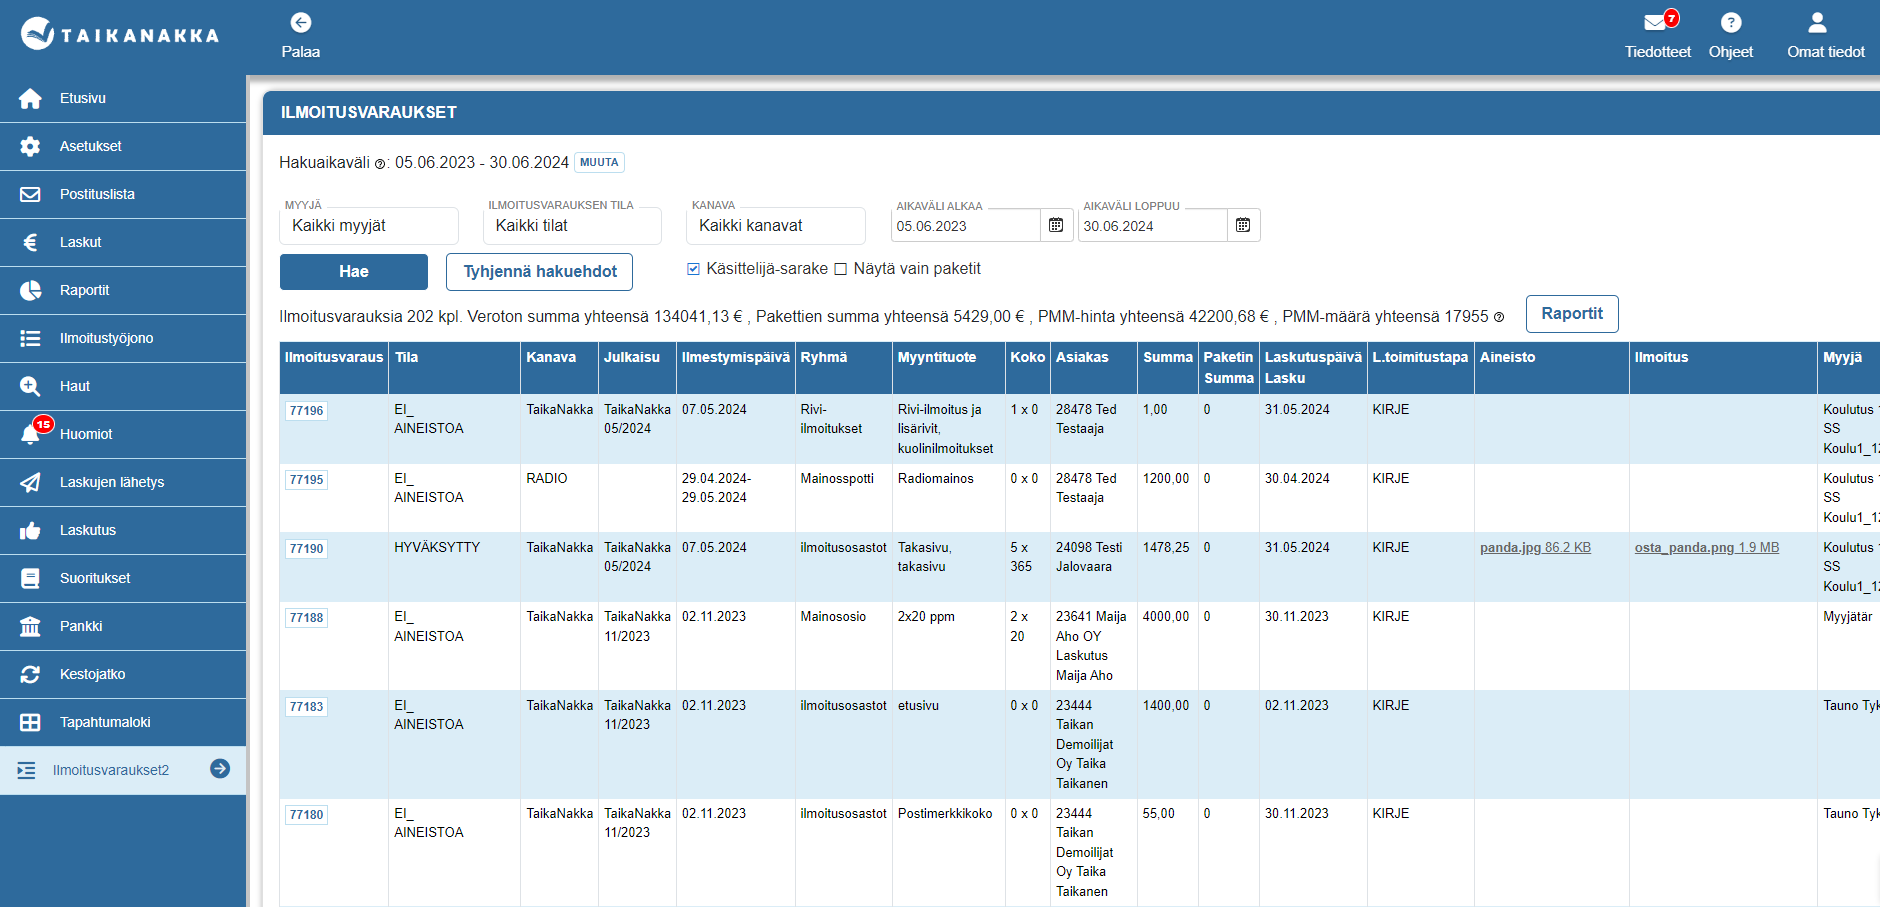 TAIKANAKKA
Palaa
7
Tiedotteet
Ohjeet
Omat tiedot
Etusivu
Asetukset
Postituslista
Laskut
Raportit
Ilmoitustyöjono
Haut
15
Huomiot
Laskujen lähetys
Laskutus
Suoritukset
Pankki
Kestojatko
Tapahtumaloki
Ilmoitusvaraukset2
ILMOITUSVARAUKSET
Hakuaikaväli ?: 05.06.2023 - 30.06.2024 MUUTA
MYYJÄ
Kaikki myyjät
ILMOITUSVARAUKSEN TILA
Kaikki tilat
KANAVA
Kaikki kanavat
AIKAVÄLI ALKAA
05.06.2023
AIKAVÄLI LOPPUU
30.06.2024
Hae
Tyhjennä hakuehdot
Käsittelijä-sarake
Näytä vain paketit
Ilmoitusvarauksia 202 kpl. Veroton summa yhteensä 134041,13 € , Pakettien summa yhteensä 5429,00 € , PMM-hinta yhteensä 42200,68 € , PMM-määrä yhteensä 17955 ?
Raportit
Ilmoitusvaraus
Tila
Kanava
Julkaisu
Ilmestymispäivä
Ryhmä
Myyntituote
Koko
Asiakas
Summa
Paketin
Summa
Laskutuspäivä
Lasku
L.toimitustapa
Aineisto
Ilmoitus
Myyjä
77196
EI_
AINEISTOA
TaikaNakka
TaikaNakka
05/2024
07.05.2024
Rivi-
ilmoitukset
Rivi-ilmoitus ja
lisärivit,
kuolinilmoitukset
1 x 0
28478 Ted
Testaaja
1,00
0
31.05.2024
KIRJE
Koulutus 1
SS
Koulu1_12
77195
EI_
AINEISTOA
RADIO
29.04.2024-
29.05.2024
Mainosspotti
Radiomainos
0 x 0
28478 Ted
Testaaja
1200,00
0
30.04.2024
KIRJE
Koulutus 1
SS
Koulu1_12
77190
HYVÄKSYTTY
TaikaNakka
TaikaNakka
05/2024
07.05.2024
ilmoitusosastot
Takasivu,
takasivu
5 x
365
24098 Testi
Jalovaara
1478,25
0
31.05.2024
KIRJE
panda.jpg 86.2 KB
osta_panda.png 1.9 MB
Koulutus 1
SS
Koulu1_12
77188
EI_
AINEISTOA
TaikaNakka
TaikaNakka
11/2023
02.11.2023
Mainososio
2x20 ppm
2 x
20
23641 Maija
Aho OY
Laskutus
Maija Aho
4000,00
0
30.11.2023
KIRJE
Myyjätär
77183
EI_
AINEISTOA
TaikaNakka
TaikaNakka
11/2023
02.11.2023
ilmoitusosastot
etusivu
0 x 0
23444
Taikan
Demoilijat
Oy Taika
Taikanen
1400,00
0
02.11.2023
KIRJE
Tauno Tyk
77180
EI_
AINEISTOA
TaikaNakka
TaikaNakka
11/2023
02.11.2023
ilmoitusosastot
Postimerkkikoko
0 x 0
23444
Taikan
Demoilijat
Oy Taika
Taikanen
55,00
0
30.11.2023
KIRJE
Tauno Tyk